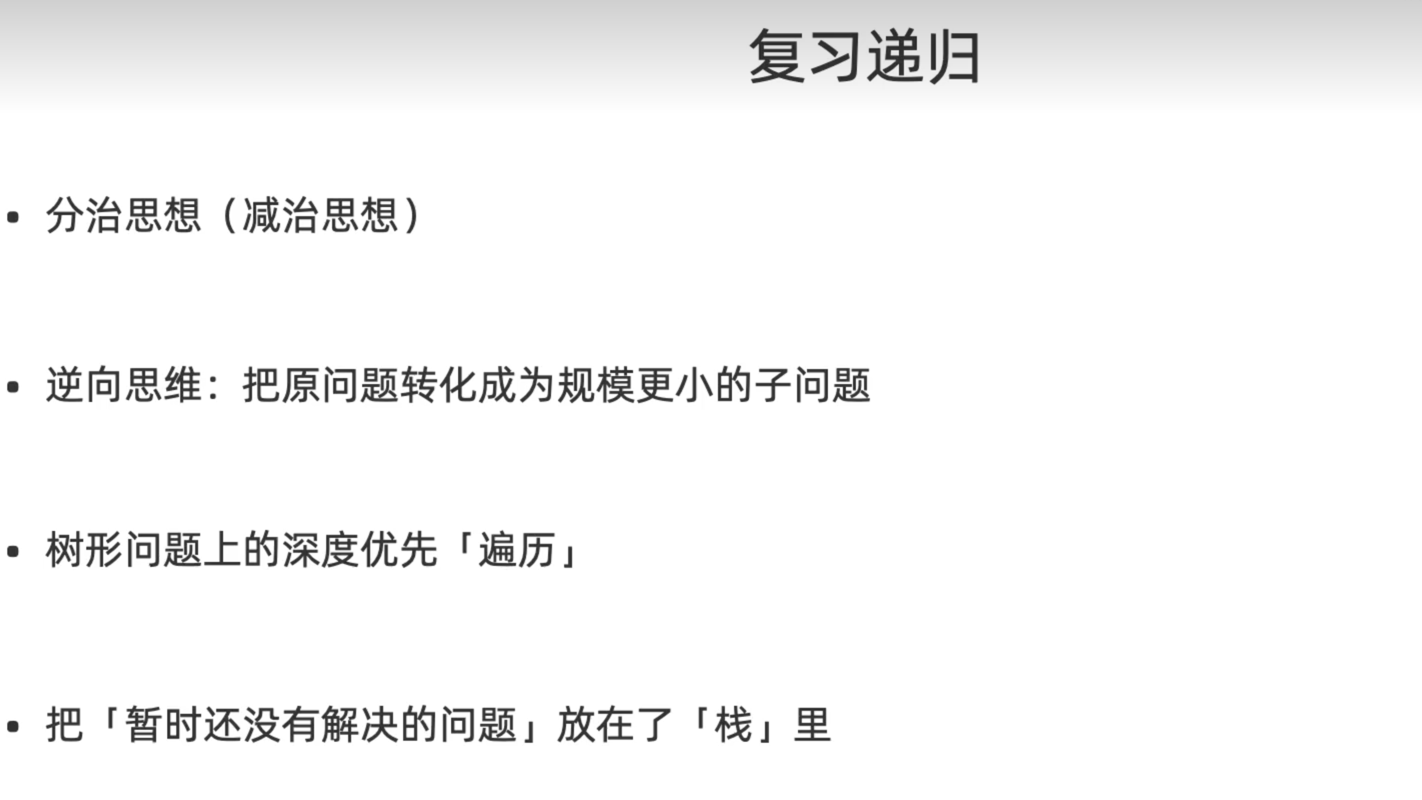 复习递归
• 分治思想（减治思想）
• 逆向思维：把原问题转化成为规模更小的子问题
• 树形问题上的深度优先「遍历」
• 把「暂时还没有解决的问题」放在了「栈」里